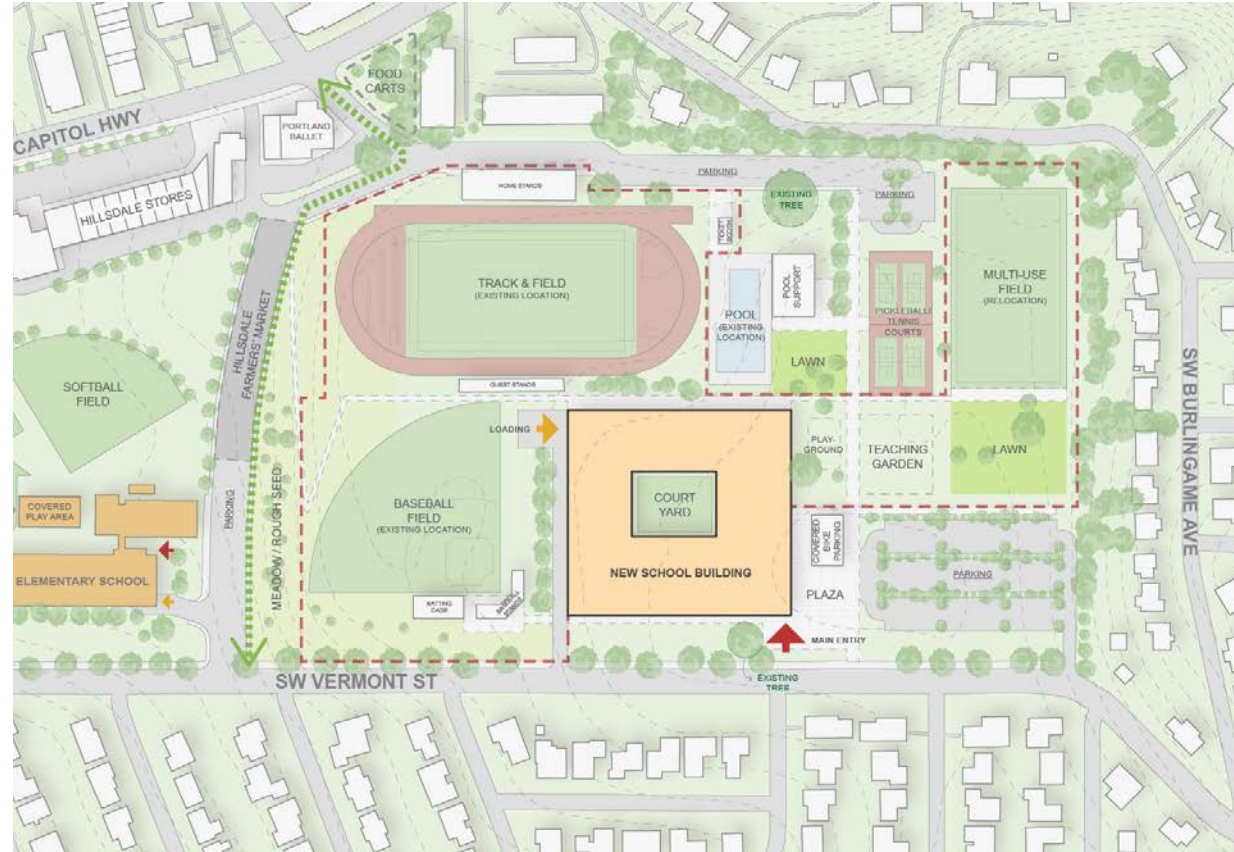 FOOD
CARTS
CAPITOL HWY
PORTLAND
BALLET
HILLSDALE STORES
HOME STANDS
PARKING
EXISTING
TREE
PARKING
TICKET
BOOTH
TRACK & FIELD
(EXISTING LOCATION)
POOL
SUPPORT
MULTI-USE
FIELD
(RELOCATION)
POOL
(EXISTING
LOCATION)
PICKLEBALL/
TENNIS
COURTS
HILLSDALE
FARMERS' MARKET
LAWN
SW BURLINGAME AVE
SOFTBALL
FIELD
GUEST STANDS
LOADING
PLAY-
GROUND
TEACHING
GARDEN
LAWN
COVERED
PLAY AREA
PARKING
MEADOW / ROUGH SEED
BASEBALL
FIELD
(EXISTING LOCATION)
COURT
YARD
COVERED
BIKE
PARKING
ELEMENTARY SCHOOL
NEW SCHOOL BUILDING
PARKING
BATTING
CAGE
PLAZA
MAIN ENTRY
SW VERMONT ST
EXISTING
TREE